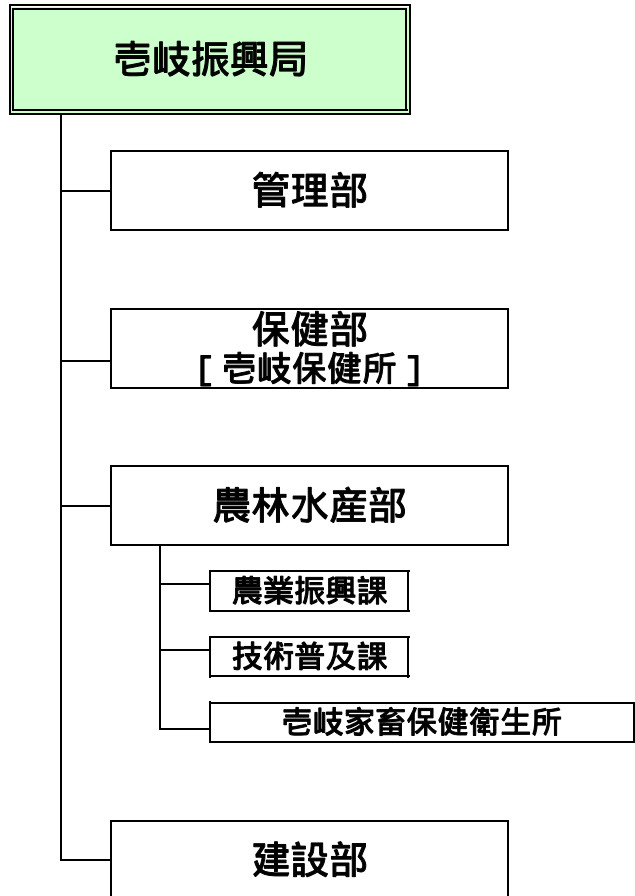 壱岐振興局
管理部
保健部
[ 壱岐保健所 ]
農林水産部
農業振興課
技術普及課
壱岐家畜保健衛生所
建設部